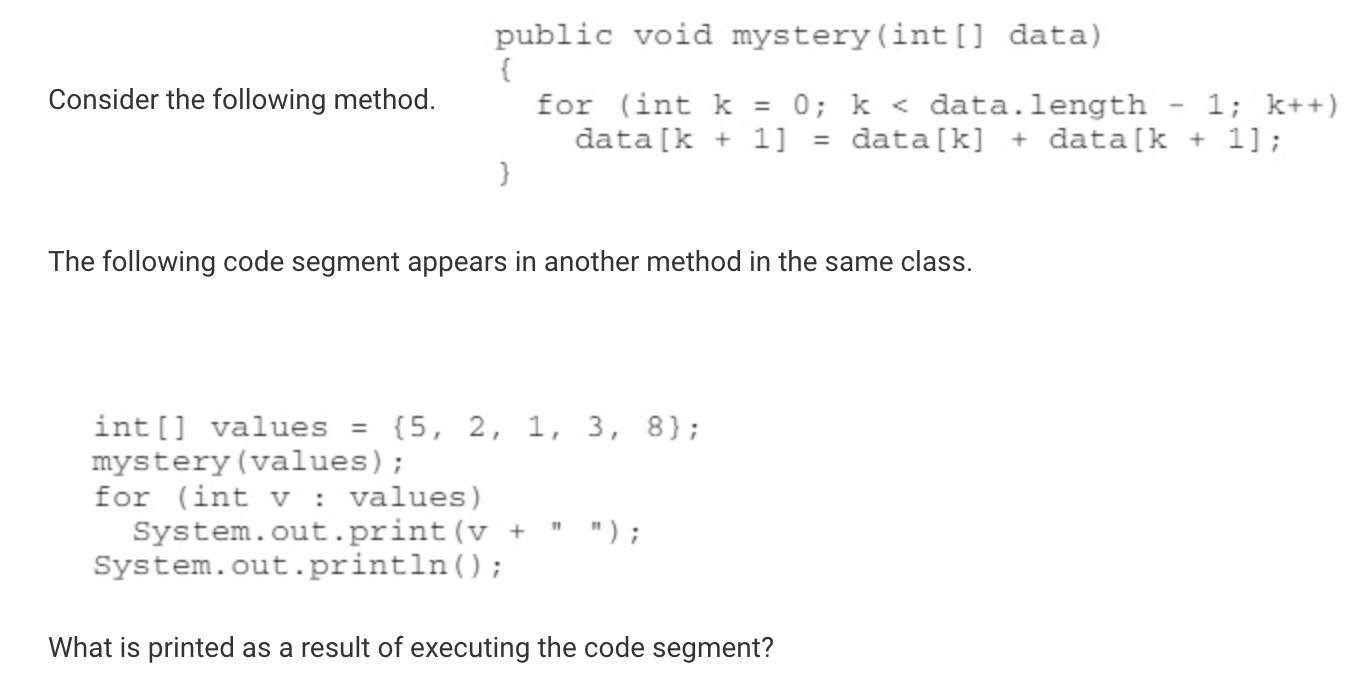 Consider the following method.
public void mystery(int[] data)
{
for (int k = 0; k < data.length - 1; k++)
data[k + 1] = data[k] + data[k + 1];
}
The following code segment appears in another method in the same class.
int[] values = {5, 2, 1, 3, 8};
mystery(values);
for (int v : values)
System.out.print(v + " ");
System.out.println();
What is printed as a result of executing the code segment?